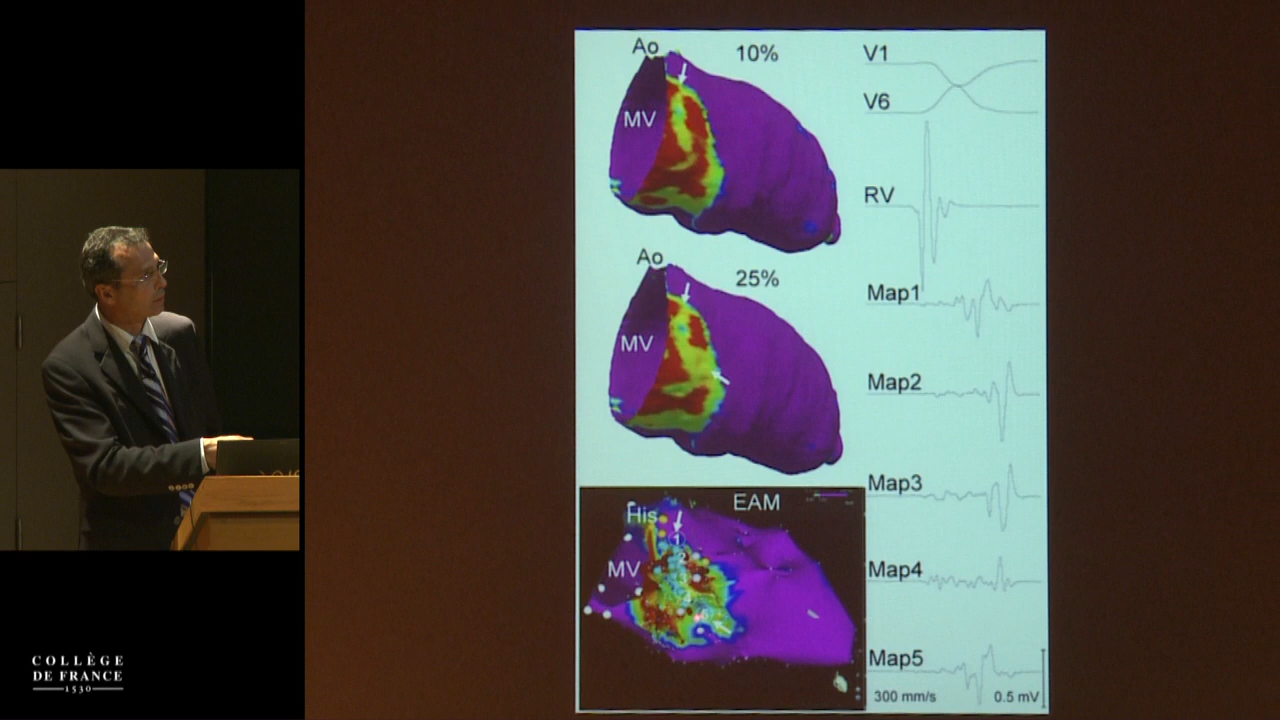 Ao
10%
MV
Ao
25%
MV
EAM
His
1
MV
V1
V6
RV
Map1
Map2
Map3
Map4
Map5
300 mm/s
0.5 mV
COLLÈGE
DE FRANCE
1530